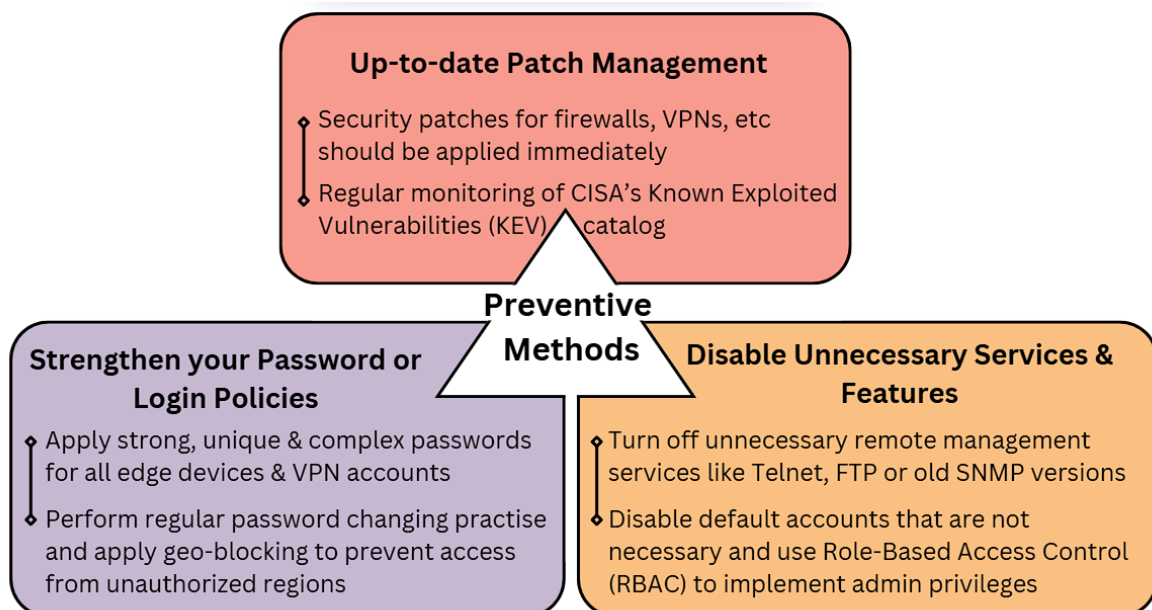 Up-to-date Patch Management
Security patches for firewalls, VPNs, etc
should be applied immediately
Regular monitoring of CISA's Known Exploited
Vulnerabilities (KEV) catalog
Preventive
Methods
Strengthen your Password or
Login Policies
Apply strong, unique & complex passwords
for all edge devices & VPN accounts
Perform regular password changing practise
and apply geo-blocking to prevent access
from unauthorized regions
Disable Unnecessary Services &
Features
Turn off unnecessary remote management
services like Telnet, FTP or old SNMP versions
Disable default accounts that are not
necessary and use Role-Based Access Control
(RBAC) to implement admin privileges